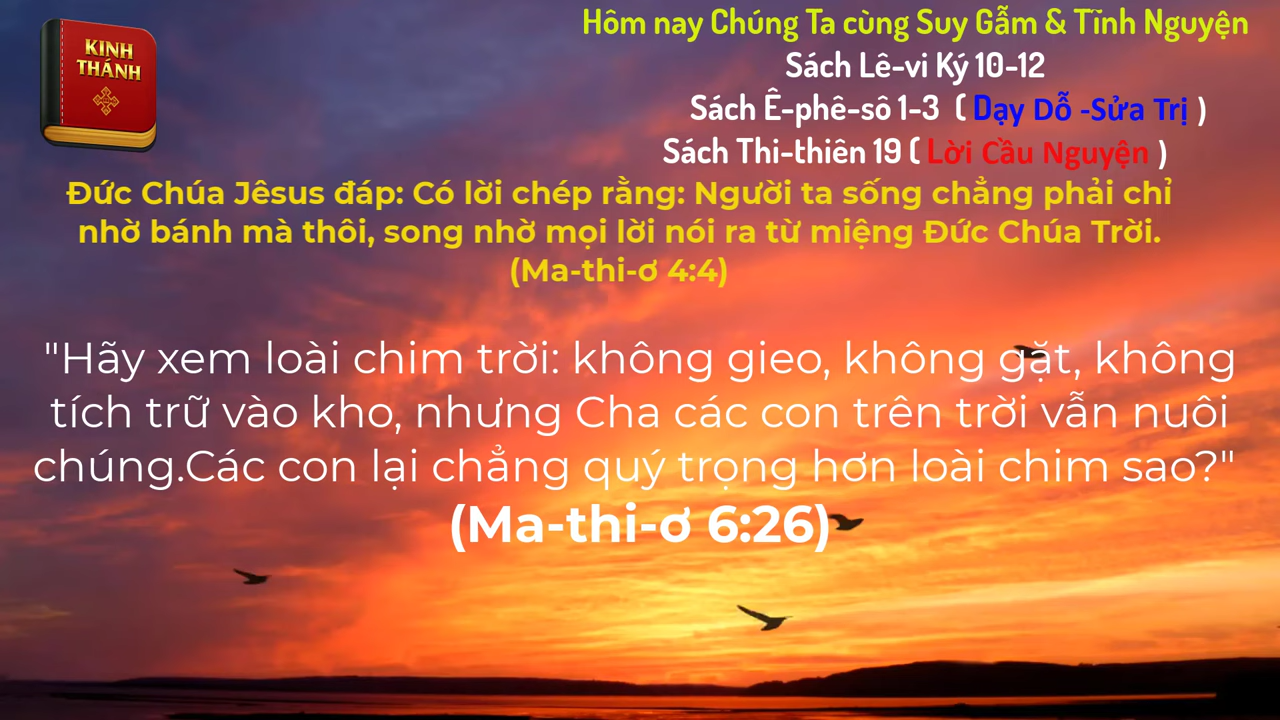 KINH
THÁNH
Hôm nay Chúng Ta cùng Suy Gẫm & Tĩnh Nguyện
Sách Lê-vi Ký 10-12
Sách Ê-phê-sô 1-3 ( Dạy Dỗ -Sửa Trị )
Sách Thi-thiên 19 ( Lời Cầu Nguyện )
Đức Chúa Jêsus đáp: Có lời chép rằng: Người ta sống chẳng phải chỉ
nhờ bánh mà thôi, song nhờ mọi lời nói ra từ miệng Đức Chúa Trời.
(Ma-thi-ơ 4:4)
"Hãy xem loài chim trời: không gieo, không gặt, không
tích trữ vào kho, nhưng Cha các con trên trời vẫn nuôi
chúng.Các con lại chẳng quý trọng hơn loài chim sao?"
(Ma-thi-ơ 6:26)